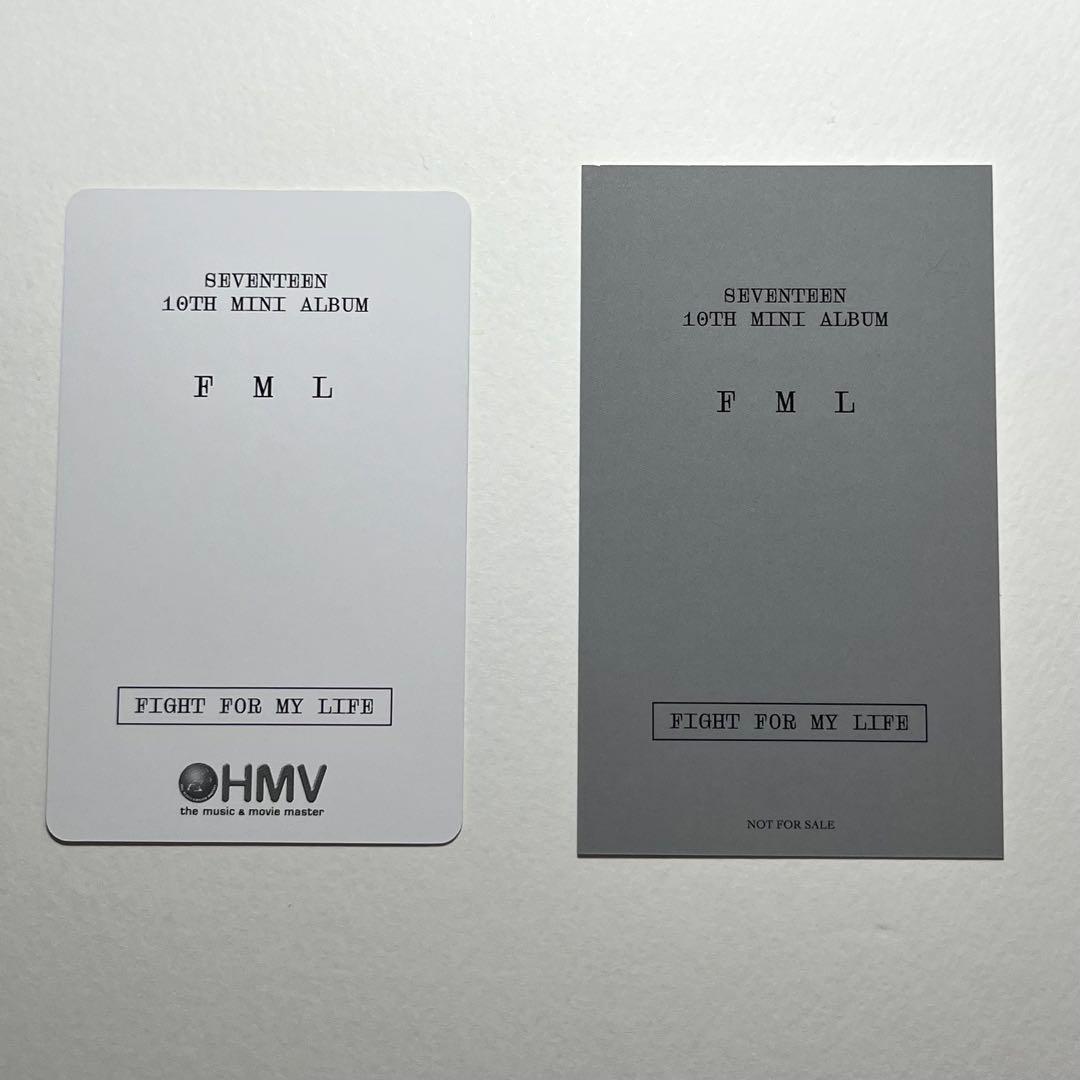 SEVENTEEN
10TH MINI ALBUM
F M L
FIGHT FOR MY LIFE
HMV
the music & movie master
SEVENTEEN
10TH MINI ALBUM
F M L
FIGHT FOR MY LIFE
NOT FOR SALE